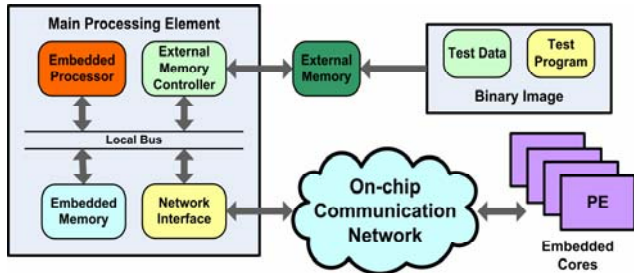 Main Processing Element
Embedded
Processor
External
Memory
Controller
External
Memory
Test Data
Test
Program
Binary Image
Local Bus
Embedded
Memory
Network
Interface
On-chip
Communication
Network
PE
Embedded
Cores